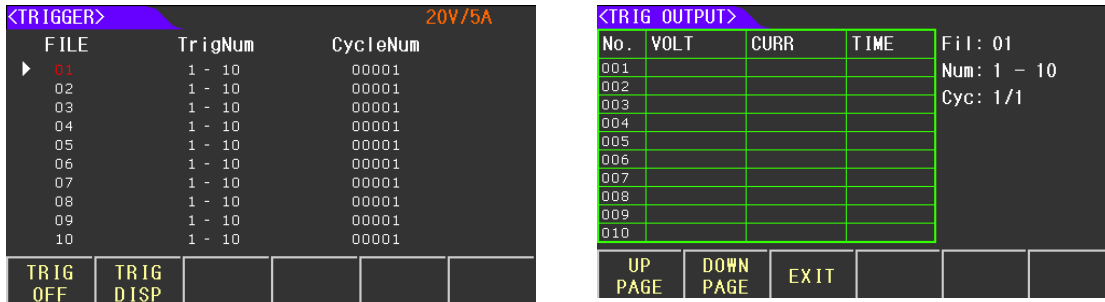 <TRIGGER> 20V/5A
FILE TrigNum CycleNum
01 1 - 10 00001
02 1 - 10 00001
03 1 - 10 00001
04 1 - 10 00001
05 1 - 10 00001
06 1 - 10 00001
07 1 - 10 00001
08 1 - 10 00001
09 1 - 10 00001
10 1 - 10 00001
TRIG OFF
TRIG DISP
<TRIG OUTPUT>
No. VOLT CURR TIME
001
002
003
004
005
006
007
008
009
010
Fil: 01
Num: 1 - 10
Cyc: 1/1
UP PAGE
DOWN PAGE
EXIT